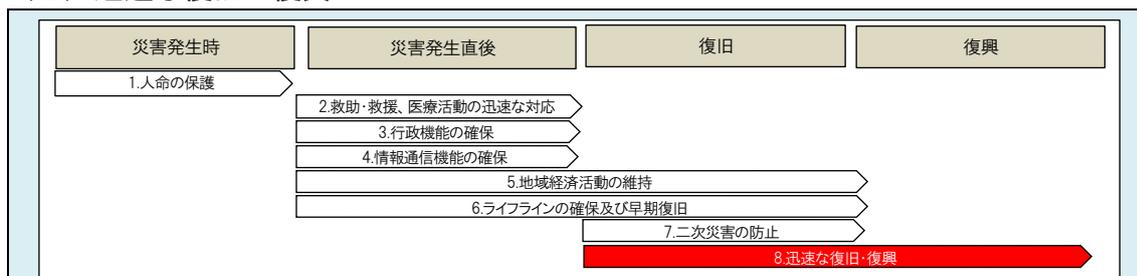 災害発生時
災害発生直後
復旧
復興
1.人命の保護
2.救助・救援、医療活動の迅速な対応
3.行政機能の確保
4.情報通信機能の確保
5.地域経済活動の維持
6.ライフラインの確保及び早期復旧
7.二次災害の防止
8.迅速な復旧・復興